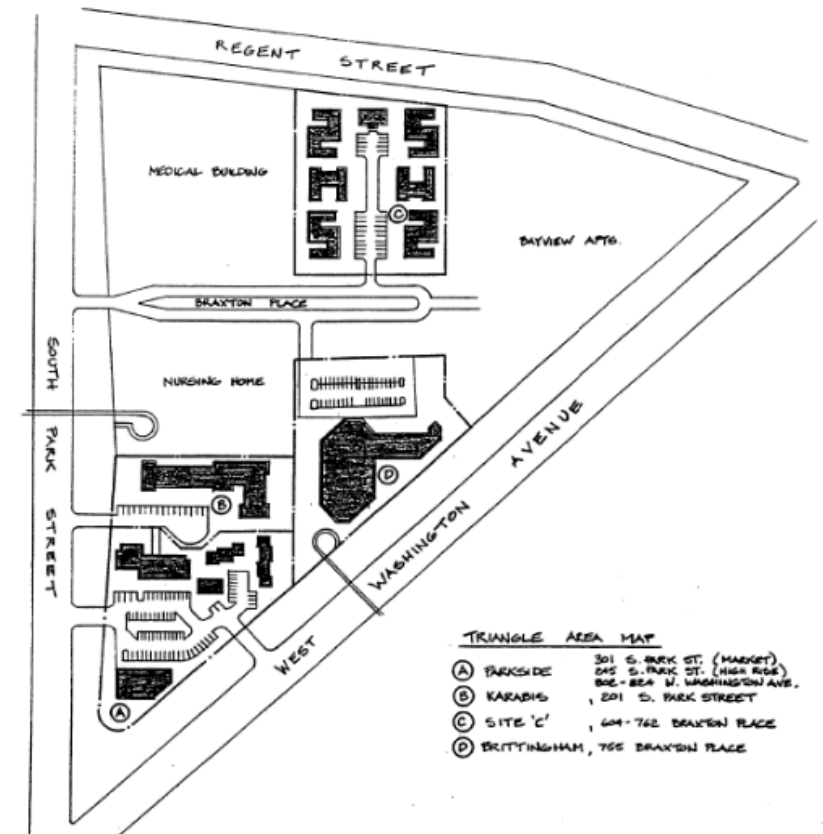 REGENT STREET
MEDICAL BUILDING
C
BAYVIEW APTS.
BRAXTON PLACE
SOUTH PARK STREET
NURSING HOME
WEST WASHINGTON AVENUE
D
B
A
TRIANGLE AREA MAP
A PARKSIDE 301 S. PARK ST. (MARKET)
S. PARK ST. (HIGH RISE)
W. WASHINGTON AVE.
B KARABIS , 201 S. PARK STREET
C SITE 'C' , 604-762 BRAXTON PLACE
D BRITTINGHAM, 755 BRAXTON PLACE